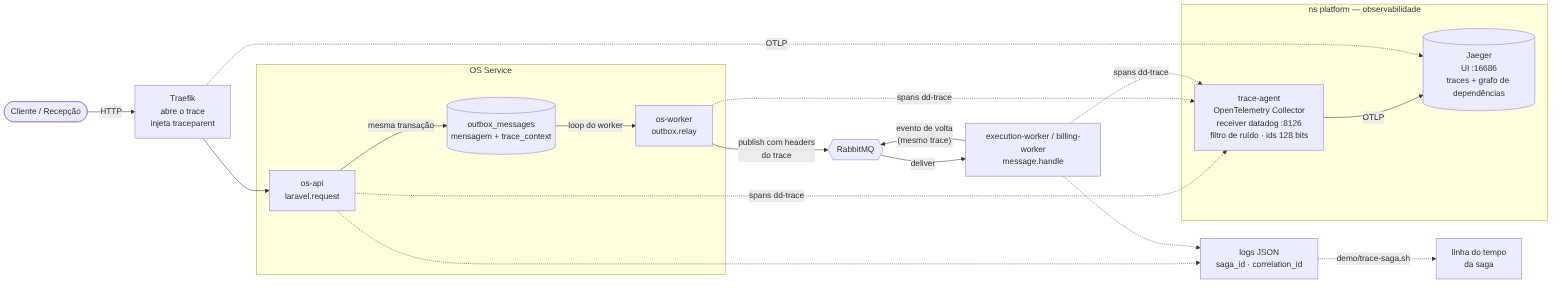 ns platform — observabilidade
OTLP
Jaeger
UI :16686
traces + grafo de
dependências
OS Service
spans dd-trace
Cliente / Recepção
HTTP
Traefik
abre o trace
injeta traceparent
mesma transação
outbox_messages
mensagem + trace_context
loop do worker
os-worker
outbox.relay
spans dd-trace
trace-agent
OpenTelemetry Collector
receiver datadog :8126
filtro de ruído · ids 128 bits
OTLP
publish com headers
do trace
RabbitMQ
evento de volta
(mesmo trace)
deliver
execution-worker / billing-
worker
message.handle
os-api
laravel.request
spans dd-trace
logs JSON
saga_id · correlation_id
demo/trace-saga.sh
linha do tempo
da saga